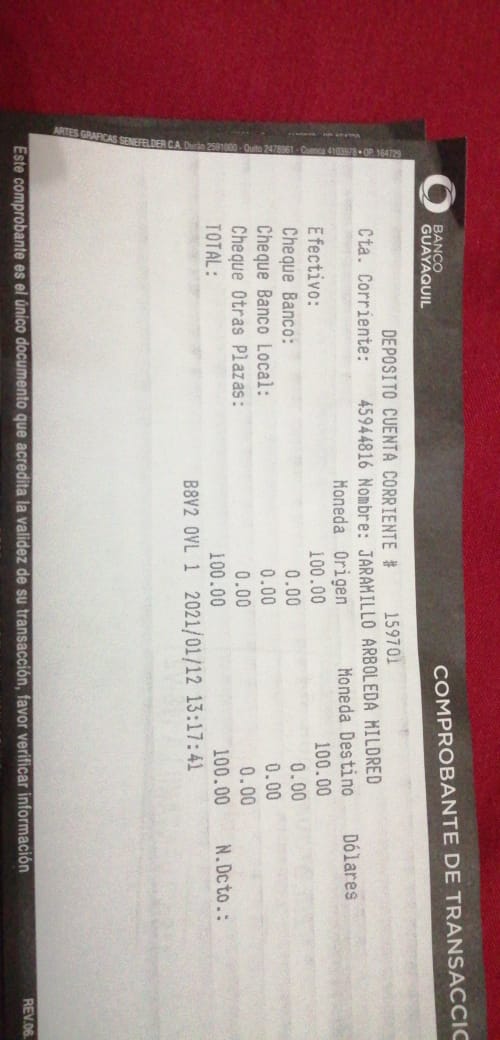 BANCO
GUAYAQUIL
COMPROBANTE DE TRANSACCIO
DEPOSITO CUENTA CORRIENTE # 159701
Cta. Corriente: 45944816 Nombre: JARAMILLO ARBOLEDA MILDRED
Moneda Origen Moneda Destino Dólares
Efectivo: 100.00 100.00
Cheque Banco: 0.00 0.00
Cheque Banco Local: 0.00 0.00
Cheque Otras Plazas: 0.00 0.00
TOTAL: 100.00 100.00 N.Dcto.:
B8V2 OVL 1 2021/01/12 13:17:41
ARTES GRAFICAS SENEFELDER C.A. Durán 2591000 - Quito 2478961 - Cuenca 4103978 • OP. 164729
Este comprobante es el único documento que acredita la validez de su transacción, favor verificar información
REV.06.